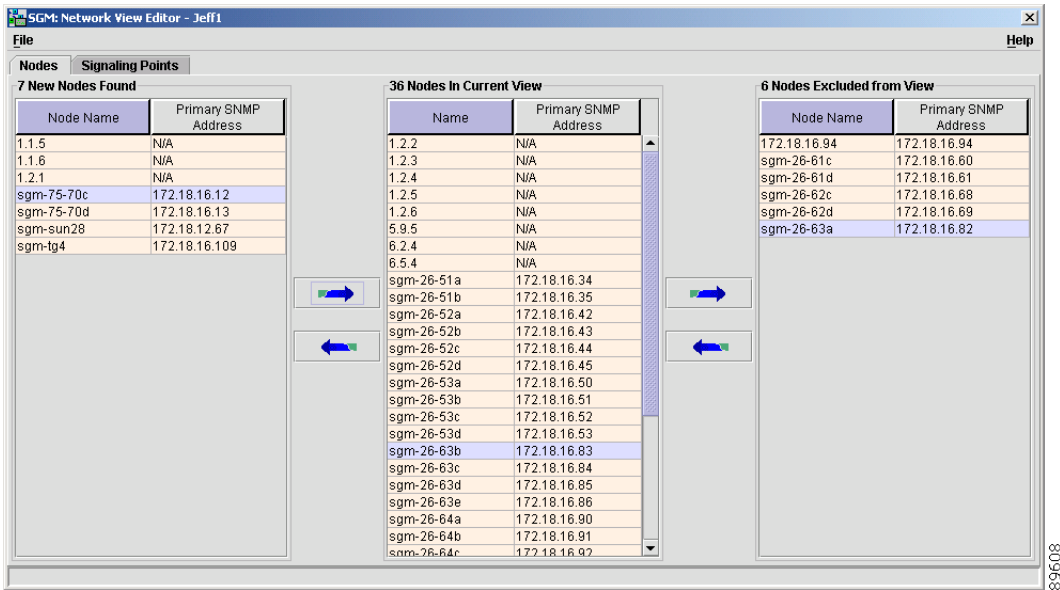 SGM: Network View Editor - Jeff1
File Help
Nodes Signaling Points
7 New Nodes Found
Node Name Primary SNMP Address
1.1.5 N/A
1.1.6 N/A
1.2.1 N/A
sgm-75-70c 172.18.16.12
sgm-75-70d 172.18.16.13
sgm-sun28 172.18.12.67
sgm-tg4 172.18.16.109
36 Nodes In Current View
Name Primary SNMP Address
1.2.2 N/A
1.2.3 N/A
1.2.4 N/A
1.2.5 N/A
1.2.6 N/A
5.9.5 N/A
6.2.4 N/A
6.5.4 N/A
sgm-26-51a 172.18.16.34
sgm-26-51b 172.18.16.35
sgm-26-52a 172.18.16.42
sgm-26-52b 172.18.16.43
sgm-26-52c 172.18.16.44
sgm-26-52d 172.18.16.45
sgm-26-53a 172.18.16.50
sgm-26-53b 172.18.16.51
sgm-26-53c 172.18.16.52
sgm-26-53d 172.18.16.53
sgm-26-63b 172.18.16.83
sgm-26-63c 172.18.16.84
sgm-26-63d 172.18.16.85
sgm-26-63e 172.18.16.86
sgm-26-64a 172.18.16.90
sgm-26-64b 172.18.16.91
sgm-26-64c 172.18.16.92
6 Nodes Excluded from View
Node Name Primary SNMP Address
172.18.16.94 172.18.16.94
sgm-26-61c 172.18.16.60
sgm-26-61d 172.18.16.61
sgm-26-62c 172.18.16.68
sgm-26-62d 172.18.16.69
sgm-26-63a 172.18.16.82
80968